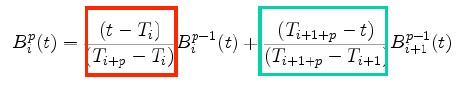 B_i^p(t) = \frac{(t - T_i)}{(T_{i+p} - T_i)} B_i^{p-1}(t) + \frac{(T_{i+1+p} - t)}{(T_{i+1+p} - T_{i+1})} B_{i+1}^{p-1}(t)